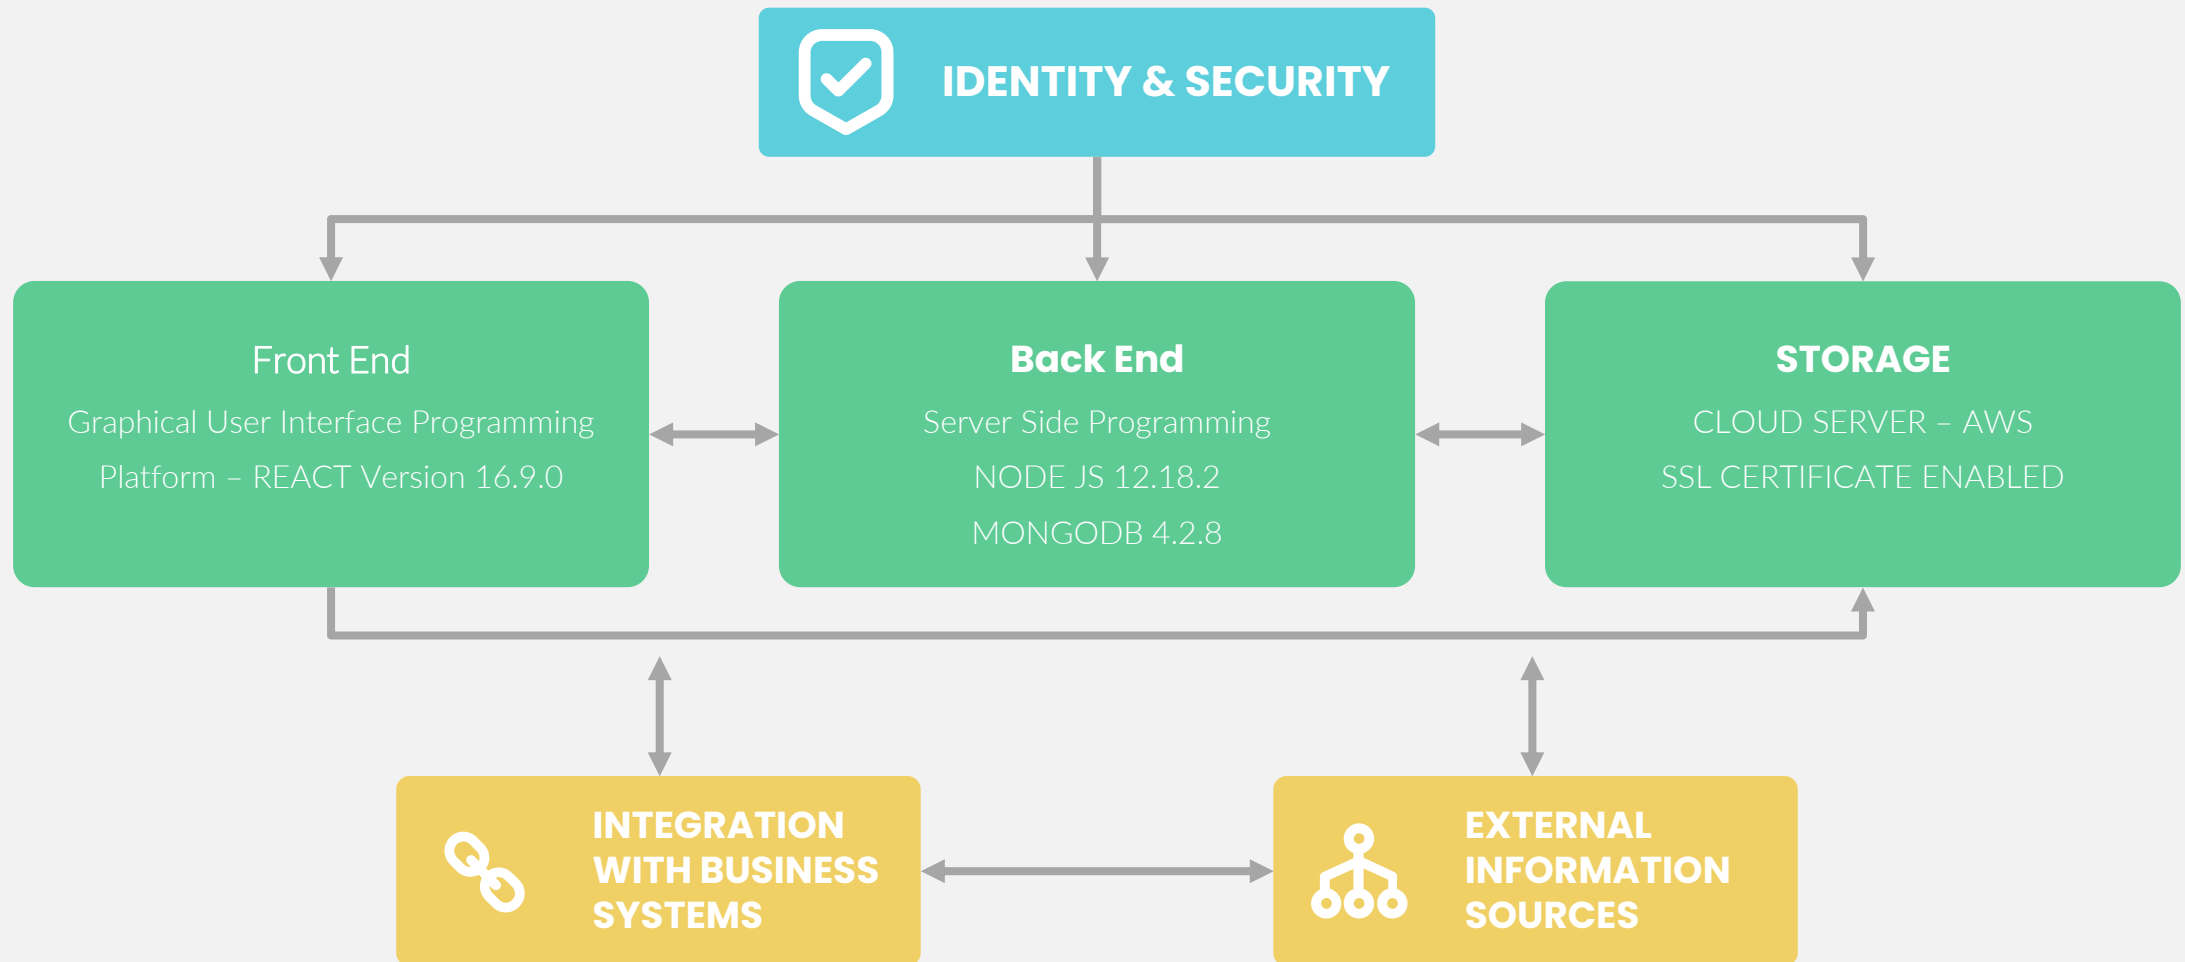 IDENTITY & SECURITY
Front End
Graphical User Interface Programming
Platform – REACT Version 16.9.0
Back End
Server Side Programming
NODE JS 12.18.2
MONGODB 4.2.8
STORAGE
CLOUD SERVER – AWS
SSL CERTIFICATE ENABLED
INTEGRATION
WITH BUSINESS
SYSTEMS
EXTERNAL
INFORMATION
SOURCES